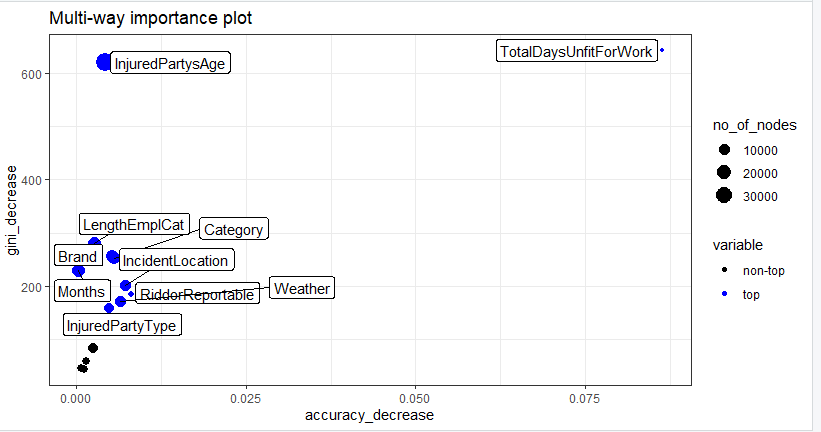 Multi-way importance plot
TotalDaysUnfitForWork
InjuredPartysAge
600
no_of_nodes
10000
20000
30000
400
gini_decrease
LengthEmplCat
Category
Brand
IncidentLocation
variable
non-top
top
200
Months
RiddorReportable
Weather
InjuredPartyType
0.000
0.025
0.050
0.075
accuracy_decrease